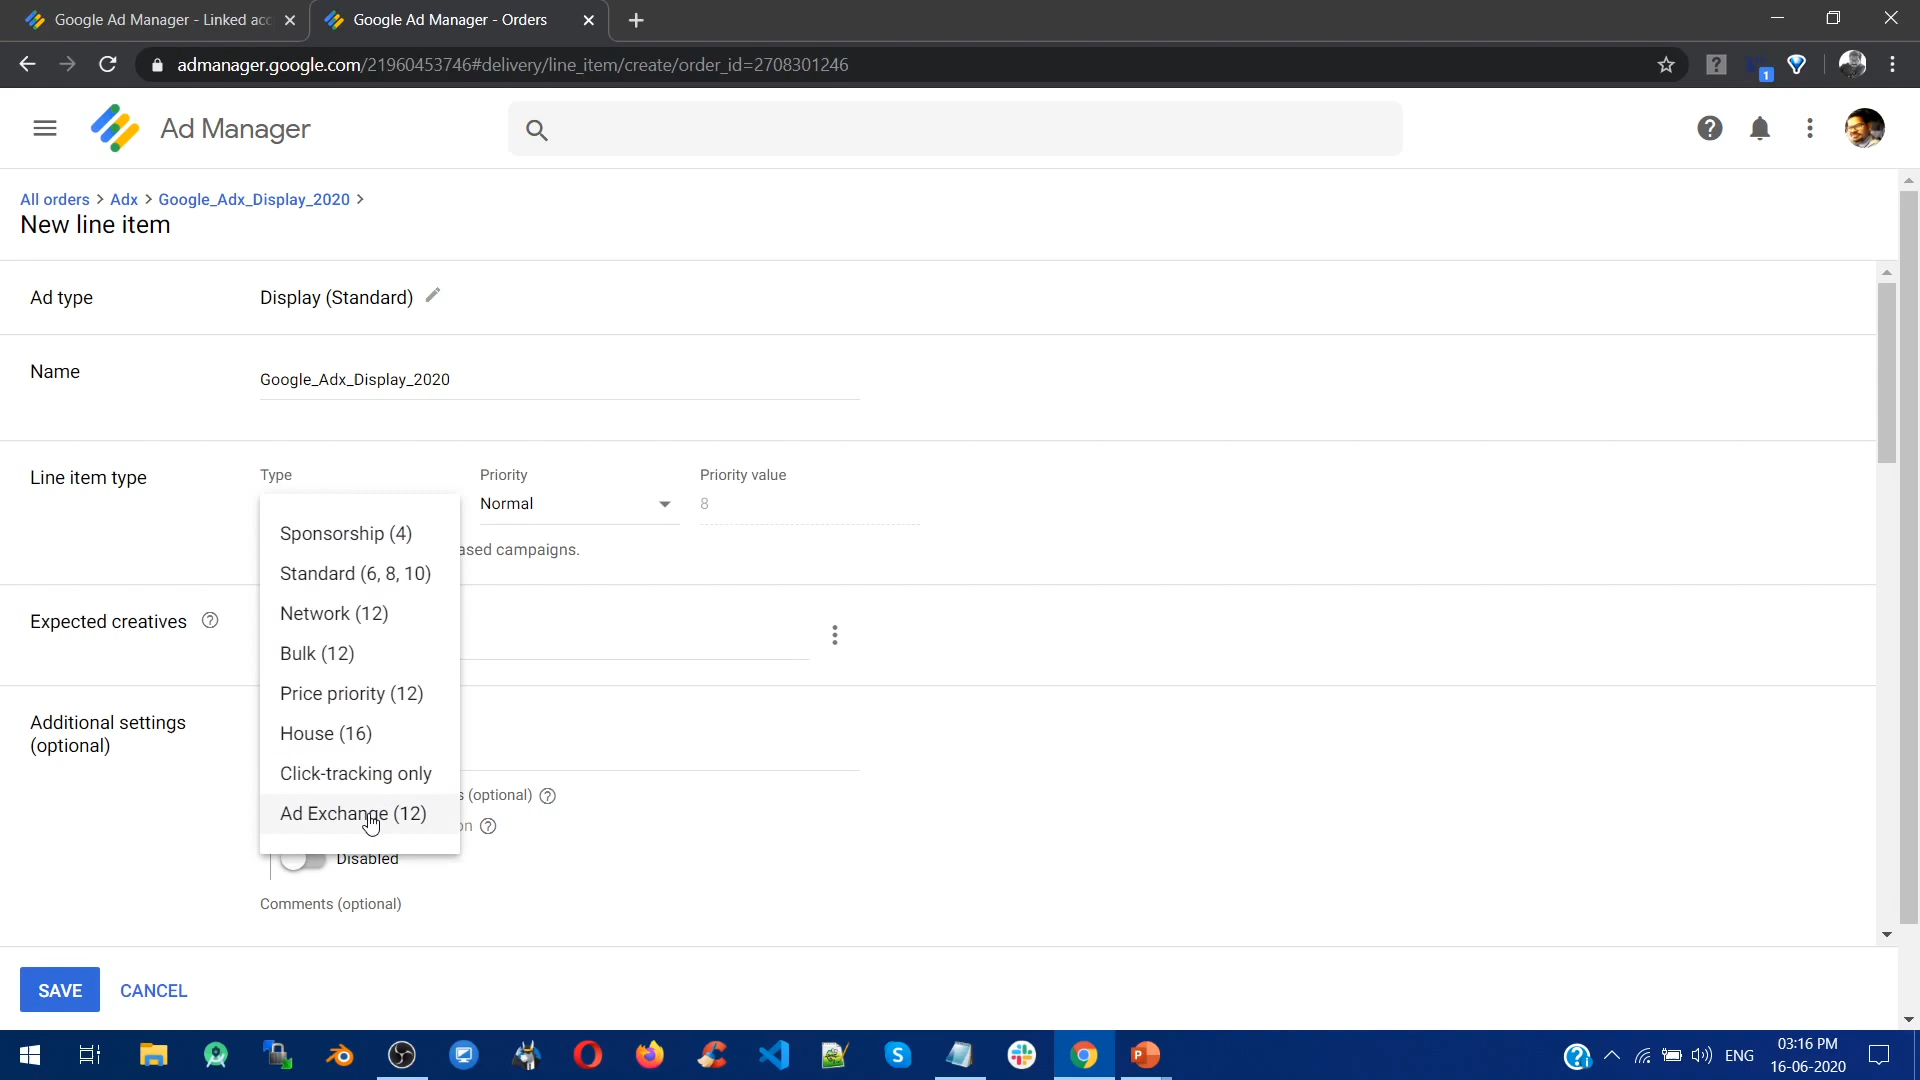 Google Ad Manager - Linked acc
Google Ad Manager - Orders
admanager.google.com/21960453746#delivery/line_item/create/order_id=2708301246
1
Ad Manager
All orders > Adx > Google_Adx_Display_2020 >
New line item
Ad type
Display (Standard)
Name
Google_Adx_Display_2020
Line item type
Type
Priority
Priority value
Normal
8
Sponsorship (4)
ased campaigns.
Standard (6, 8, 10)
Network (12)
Expected creatives
Bulk (12)
Price priority (12)
Additional settings
(optional)
House (16)
Click-tracking only
s (optional)
Ad Exchange (12)
on
Disabled
Comments (optional)
SAVE
CANCEL
ENG
03:16 PM
16-06-2020